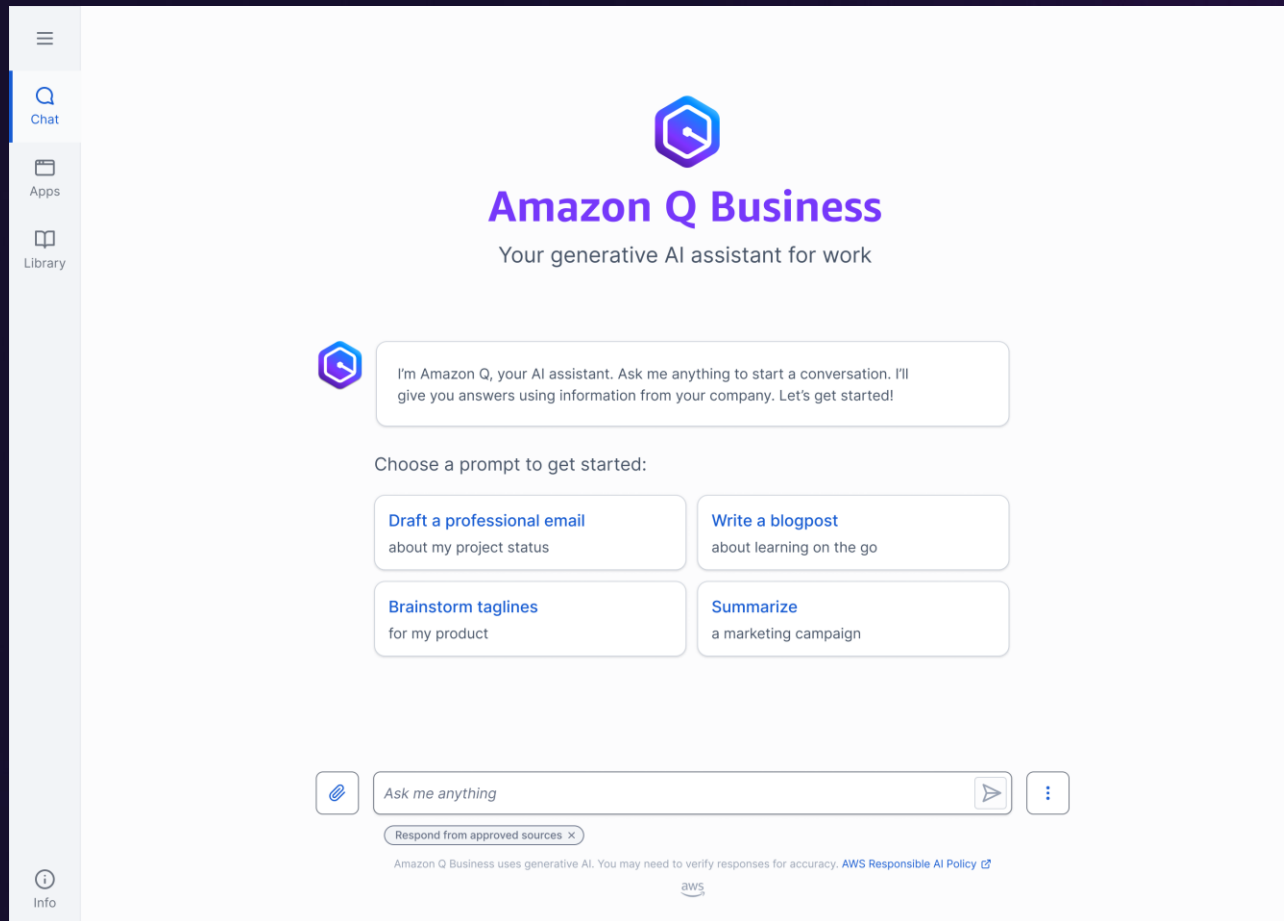 Chat
Apps
Library
Info
Amazon Q Business
Your generative AI assistant for work
I'm Amazon Q, your AI assistant. Ask me anything to start a conversation. I'll
give you answers using information from your company. Let's get started!
Choose a prompt to get started:
Draft a professional email
about my project status
Write a blogpost
about learning on the go
Brainstorm taglines
for my product
Summarize
a marketing campaign
Ask me anything
Respond from approved sources ×
Amazon Q Business uses generative AI. You may need to verify responses for accuracy. AWS Responsible AI Policy
aws